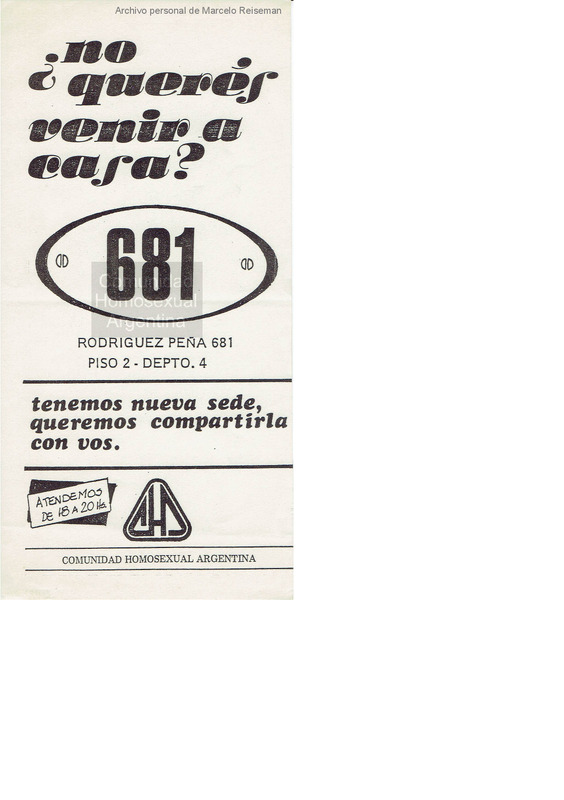 Archivo personal de Marcelo Reiseman
¿no
querés
venir a
casa?
681
Comunidad
Homosexual
Argentina
RODRIGUEZ PEÑA 681
PISO 2 - DEPTO. 4
tenemos nueva sede,
queremos compartirla
con vos.
ATENDEMOS
DE 18 A 20 Hs.
CHA
COMUNIDAD HOMOSEXUAL ARGENTINA